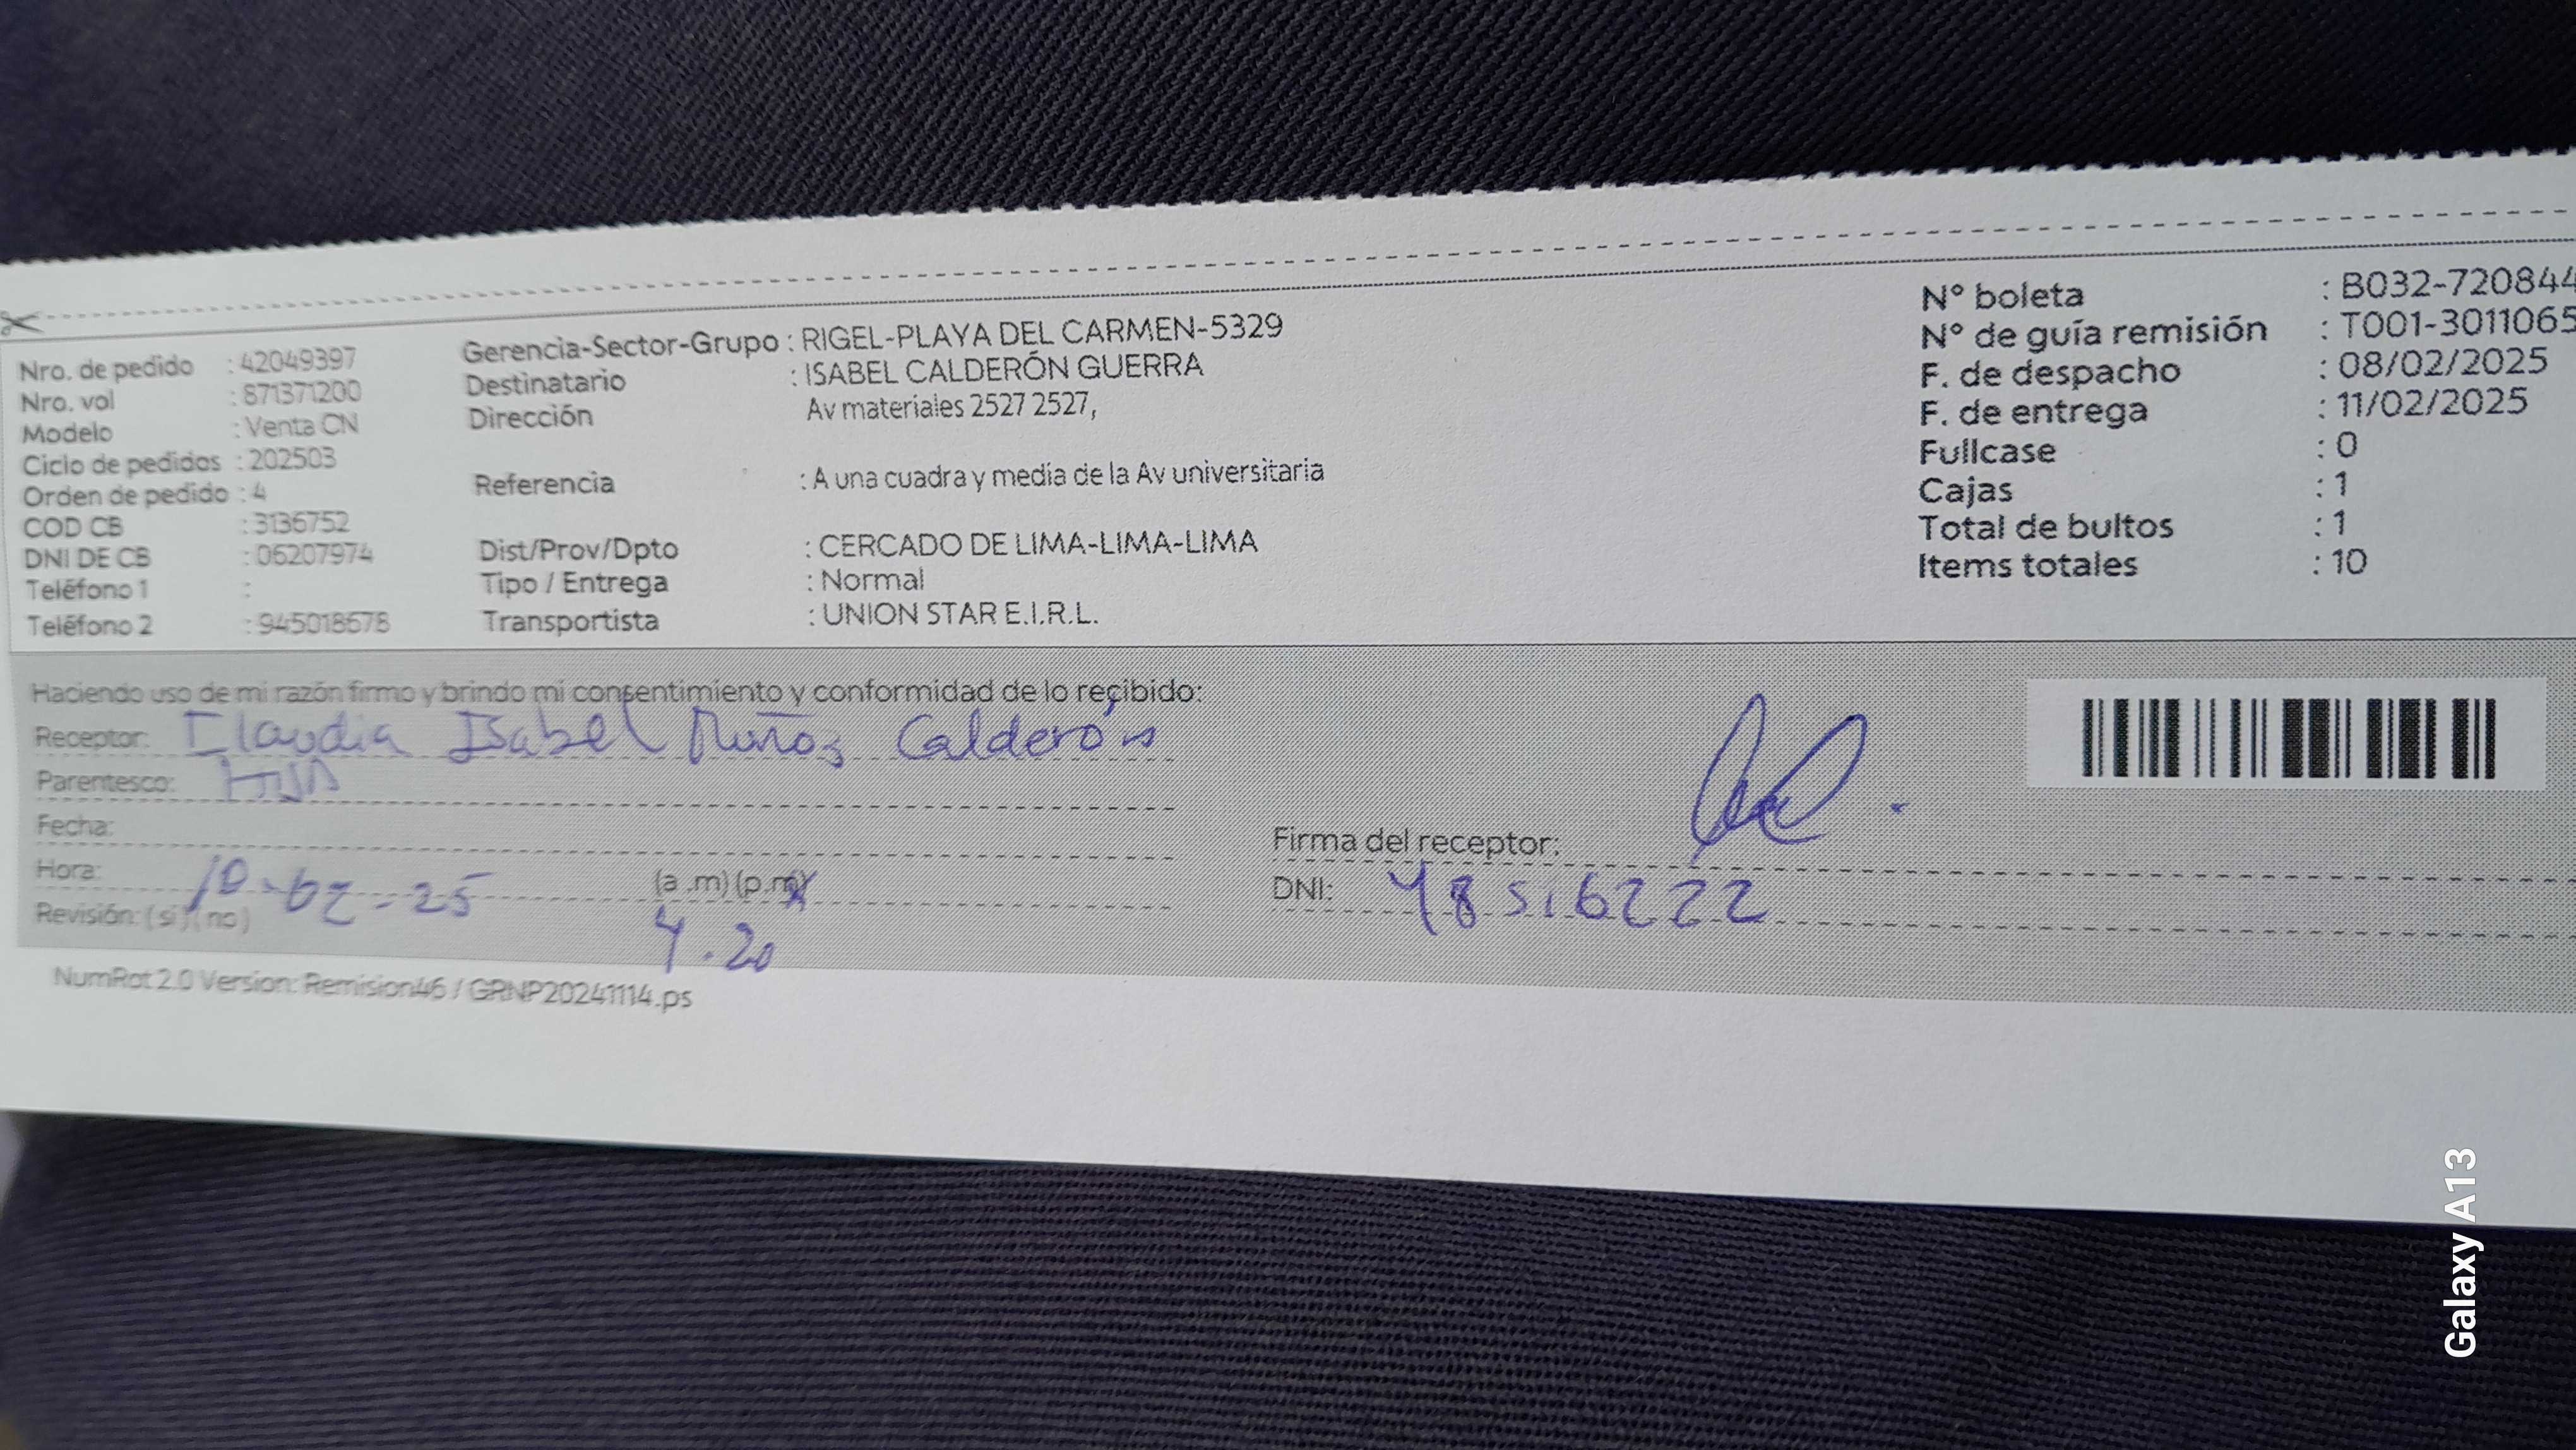 Nro. de pedido : 42049397
Nro. vol : 871371200
Modelo : Venta CN
Ciclo de pedidos : 202503
Orden de pedido : 4
COD CB : 3136752
DNI DE CB : 06207974
Teléfono 1 :
Teléfono 2 : 945018678
Gerencia-Sector-Grupo : RIGEL-PLAYA DEL CARMEN-5329
Destinatario : ISABEL CALDERÓN GUERRA
Dirección Av materiales 2527 2527,
Referencia : A una cuadra y media de la Av universitaria
Dist/Prov/Dpto : CERCADO DE LIMA-LIMA-LIMA
Tipo / Entrega : Normal
Transportista : UNION STAR E.I.R.L.
N° boleta : B032-720844
N° de guía remisión : T001-3011065
F. de despacho : 08/02/2025
F. de entrega : 11/02/2025
Fullcase : 0
Cajas : 1
Total de bultos : 1
Items totales : 10
Haciendo uso de mi razón firmo y brindo mi consentimiento y conformidad de lo recibido:
Receptor: Claudia Isabel Muñoz Calderón
Parentesco: HIJA
Fecha:
Hora: 10-02-25 (a .m) (p.m)
Revisión: (si) (no) 4.20
Firma del receptor:
DNI: 48516222
NumRot 2.0 Version: Remision46 / GRNP20241114.ps
Galaxy A13